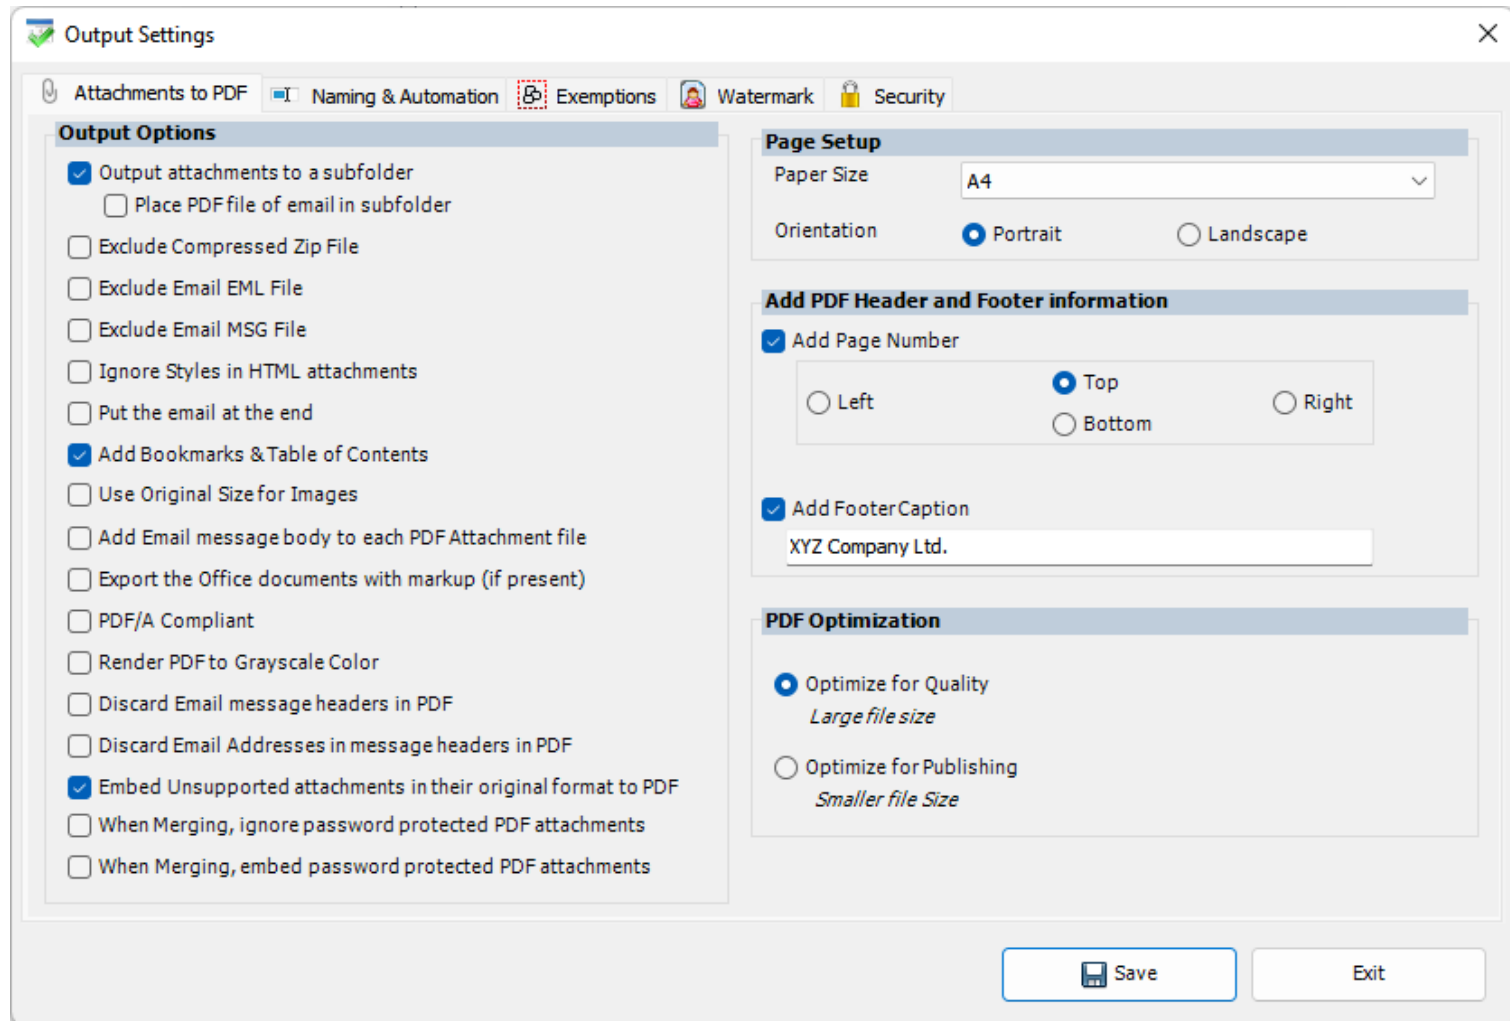 Output Settings
Attachments to PDF
Naming & Automation
Exemptions
Watermark
Security
Output Options
Output attachments to a subfolder
Place PDF file of email in subfolder
Exclude Compressed Zip File
Exclude Email EML File
Exclude Email MSG File
Ignore Styles in HTML attachments
Put the email at the end
Add Bookmarks & Table of Contents
Use Original Size for Images
Add Email message body to each PDF Attachment file
Export the Office documents with markup (if present)
PDF/A Compliant
Render PDF to Grayscale Color
Discard Email message headers in PDF
Discard Email Addresses in message headers in PDF
Embed Unsupported attachments in their original format to PDF
When Merging, ignore password protected PDF attachments
When Merging, embed password protected PDF attachments
Page Setup
Paper Size
A4
Orientation
Portrait
Landscape
Add PDF Header and Footer information
Add Page Number
Left
Top
Bottom
Right
Add Footer Caption
XYZ Company Ltd.
PDF Optimization
Optimize for Quality
Large file size
Optimize for Publishing
Smaller file Size
Save
Exit